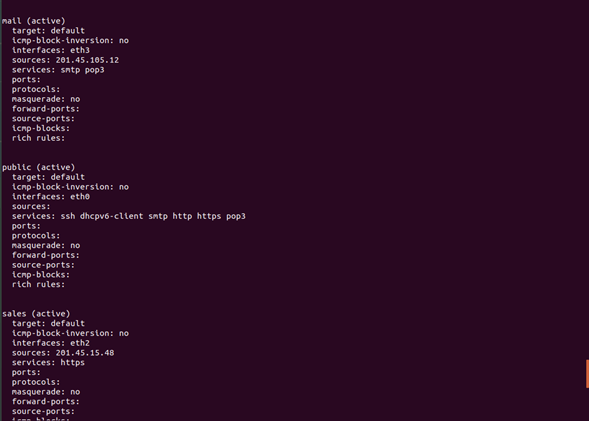 mail (active)
target: default
icmp-block-inversion: no
interfaces: eth3
sources: 201.45.105.12
services: smtp pop3
ports:
protocols:
masquerade: no
forward-ports:
source-ports:
icmp-blocks:
rich rules:
public (active)
target: default
icmp-block-inversion: no
interfaces: eth0
sources:
services: ssh dhcpv6-client smtp http https pop3
ports:
protocols:
masquerade: no
forward-ports:
source-ports:
icmp-blocks:
rich rules:
sales (active)
target: default
icmp-block-inversion: no
interfaces: eth2
sources: 201.45.15.48
services: https
ports:
protocols:
masquerade: no
forward-ports:
source-ports:
icmp-blocks: